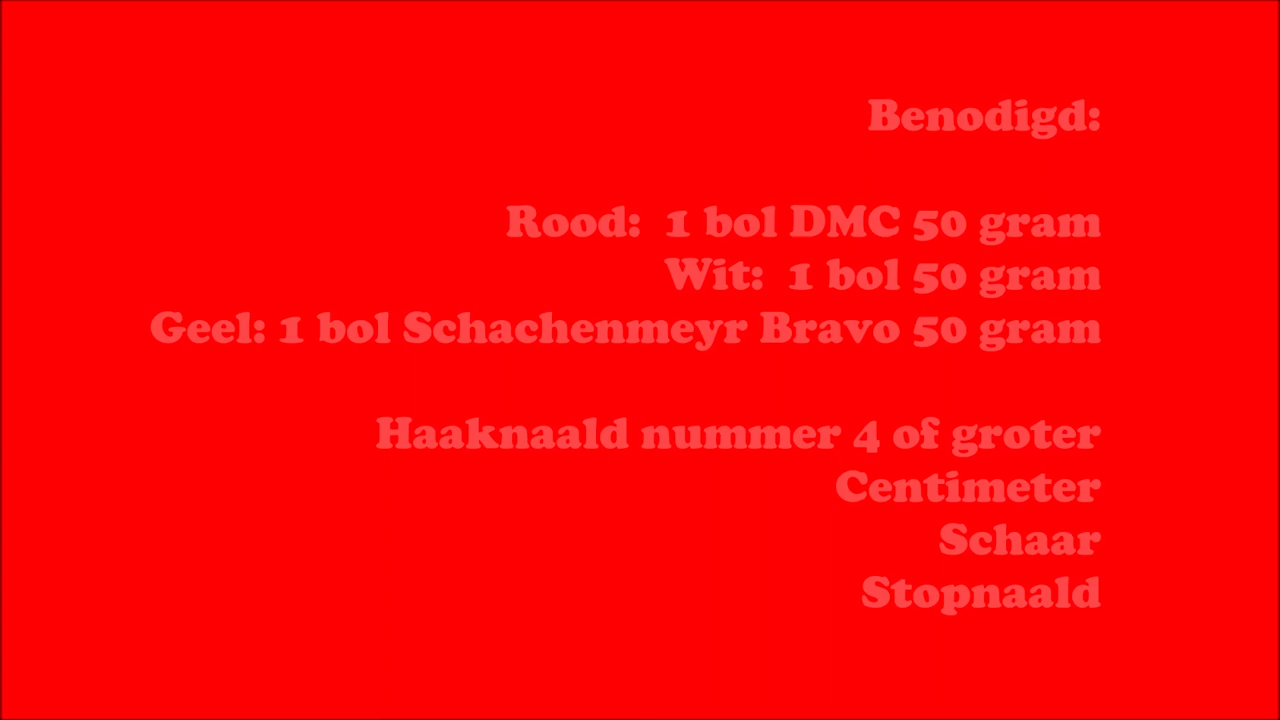 Benodigd:
Rood:  1 bol DMC 50 gram
Wit:  1 bol 50 gram
Geel: 1 bol Schachenmeyr Bravo 50 gram
Haaknaald nummer 4 of groter
Centimeter
Schaar
Stopnaald